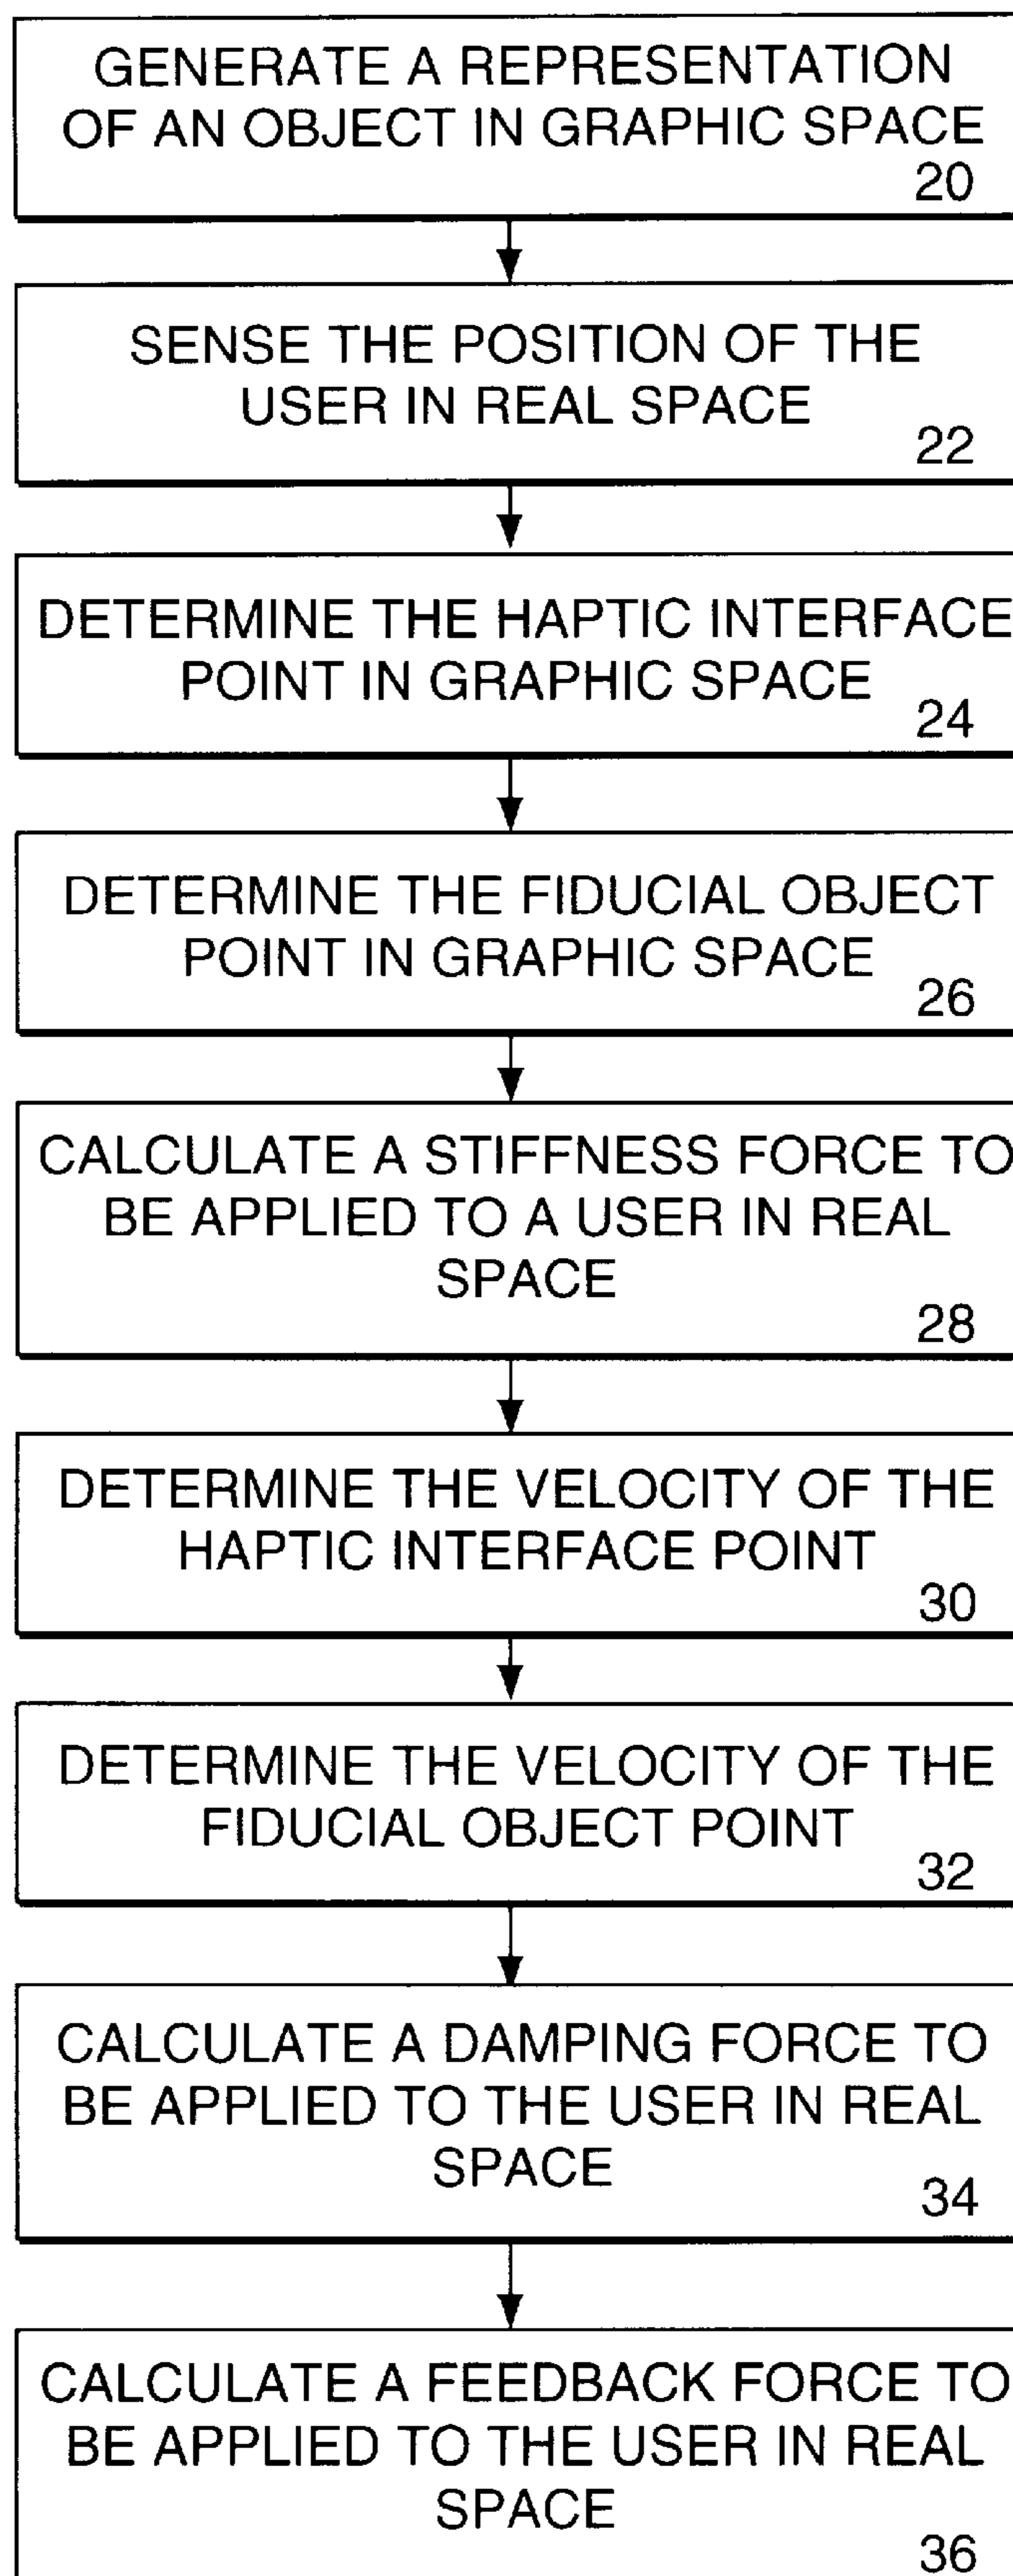 GENERATE A REPRESENTATION
OF AN OBJECT IN GRAPHIC SPACE
20
SENSE THE POSITION OF THE
USER IN REAL SPACE
22
DETERMINE THE HAPTIC INTERFACE
POINT IN GRAPHIC SPACE
24
DETERMINE THE FIDUCIAL OBJECT
POINT IN GRAPHIC SPACE
26
CALCULATE A STIFFNESS FORCE TO
BE APPLIED TO A USER IN REAL
SPACE
28
DETERMINE THE VELOCITY OF THE
HAPTIC INTERFACE POINT
30
DETERMINE THE VELOCITY OF THE
FIDUCIAL OBJECT POINT
32
CALCULATE A DAMPING FORCE TO
BE APPLIED TO THE USER IN REAL
SPACE
34
CALCULATE A FEEDBACK FORCE TO
BE APPLIED TO THE USER IN REAL
SPACE
36